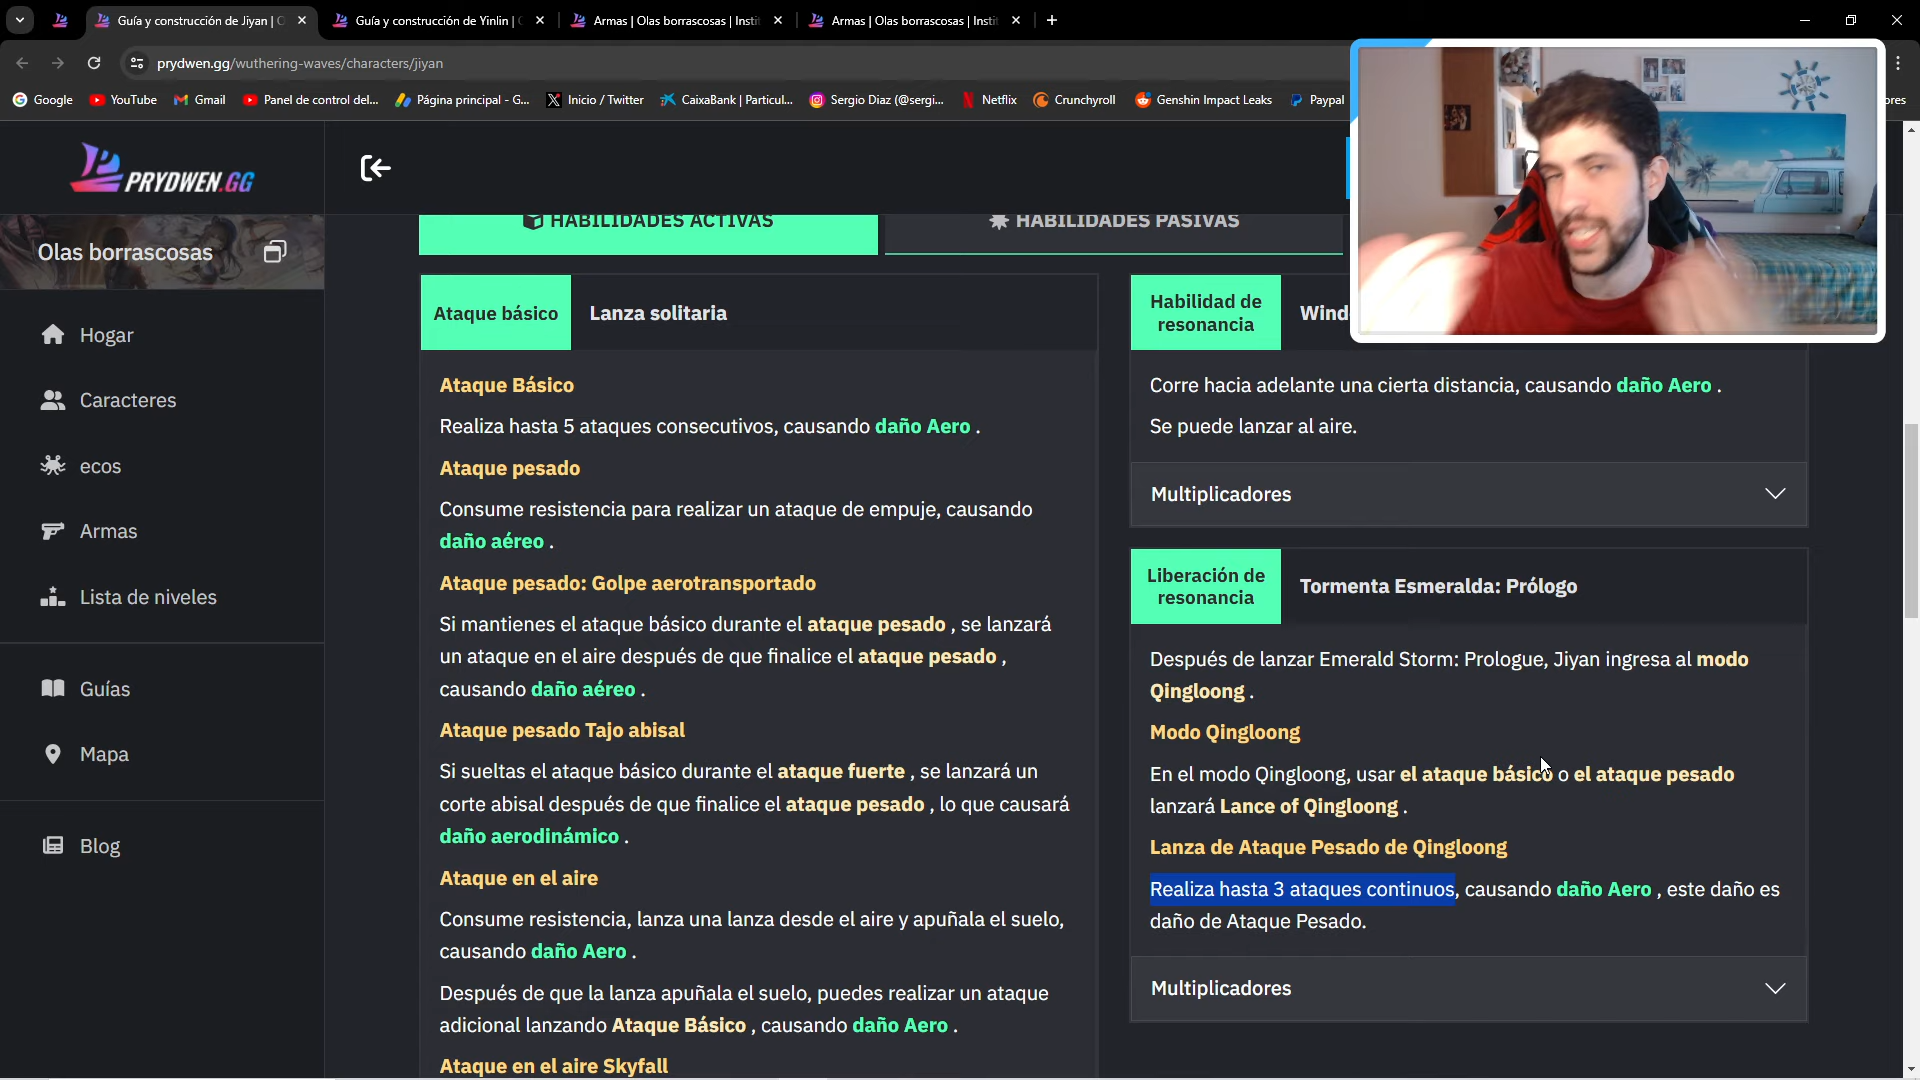 Guía y construcción de Jiyan |
Guía y construcción de Yinlin |
Armas | Olas borrascosas | Instit
Armas | Olas borrascosas | Instit
prydwen.gg/wuthering-waves/characters/jiyan
Google
YouTube
Gmail
Panel de control del...
Página principal - G...
Inicio / Twitter
CaixaBank | Particul...
Sergio Diaz (@sergi...
Netflix
Crunchyroll
Genshin Impact Leaks
Paypal
ores
PRYDWEN.GG
Olas borrascosas
Hogar
Caracteres
ecos
Armas
Lista de niveles
Guías
Mapa
Blog
HABILIDADES ACTIVAS
HABILIDADES PASIVAS
Ataque básico
Lanza solitaria
Ataque Básico
Realiza hasta 5 ataques consecutivos, causando daño Aero .
Ataque pesado
Consume resistencia para realizar un ataque de empuje, causando
daño aéreo .
Ataque pesado: Golpe aerotransportado
Si mantienes el ataque básico durante el ataque pesado , se lanzará
un ataque en el aire después de que finalice el ataque pesado ,
causando daño aéreo .
Ataque pesado Tajo abisal
Si sueltas el ataque básico durante el ataque fuerte , se lanzará un
corte abisal después de que finalice el ataque pesado , lo que causará
daño aerodinámico .
Ataque en el aire
Consume resistencia, lanza una lanza desde el aire y apuñala el suelo,
causando daño Aero .
Después de que la lanza apuñala el suelo, puedes realizar un ataque
adicional lanzando Ataque Básico , causando daño Aero .
Ataque en el aire Skyfall
Habilidad de
resonancia
Wind
Corre hacia adelante una cierta distancia, causando daño Aero .
Se puede lanzar al aire.
Multiplicadores
Liberación de
resonancia
Tormenta Esmeralda: Prólogo
Después de lanzar Emerald Storm: Prologue, Jiyan ingresa al modo
Qingloong .
Modo Qingloong
En el modo Qingloong, usar el ataque básico o el ataque pesado
lanzará Lance of Qingloong .
Lanza de Ataque Pesado de Qingloong
Realiza hasta 3 ataques continuos, causando daño Aero , este daño es
daño de Ataque Pesado.
Multiplicadores